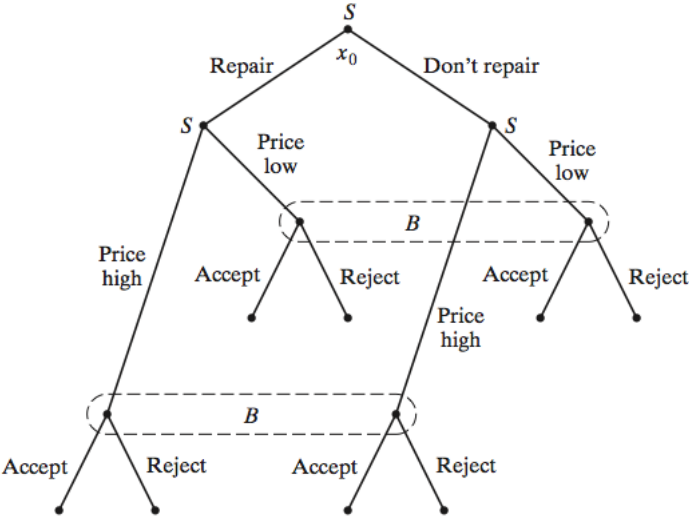 S
x0
Repair
Don't repair
S
S
Price
low
Price
low
B
Price
high
Accept
Reject
Accept
Reject
Price
high
B
Accept
Reject
Accept
Reject